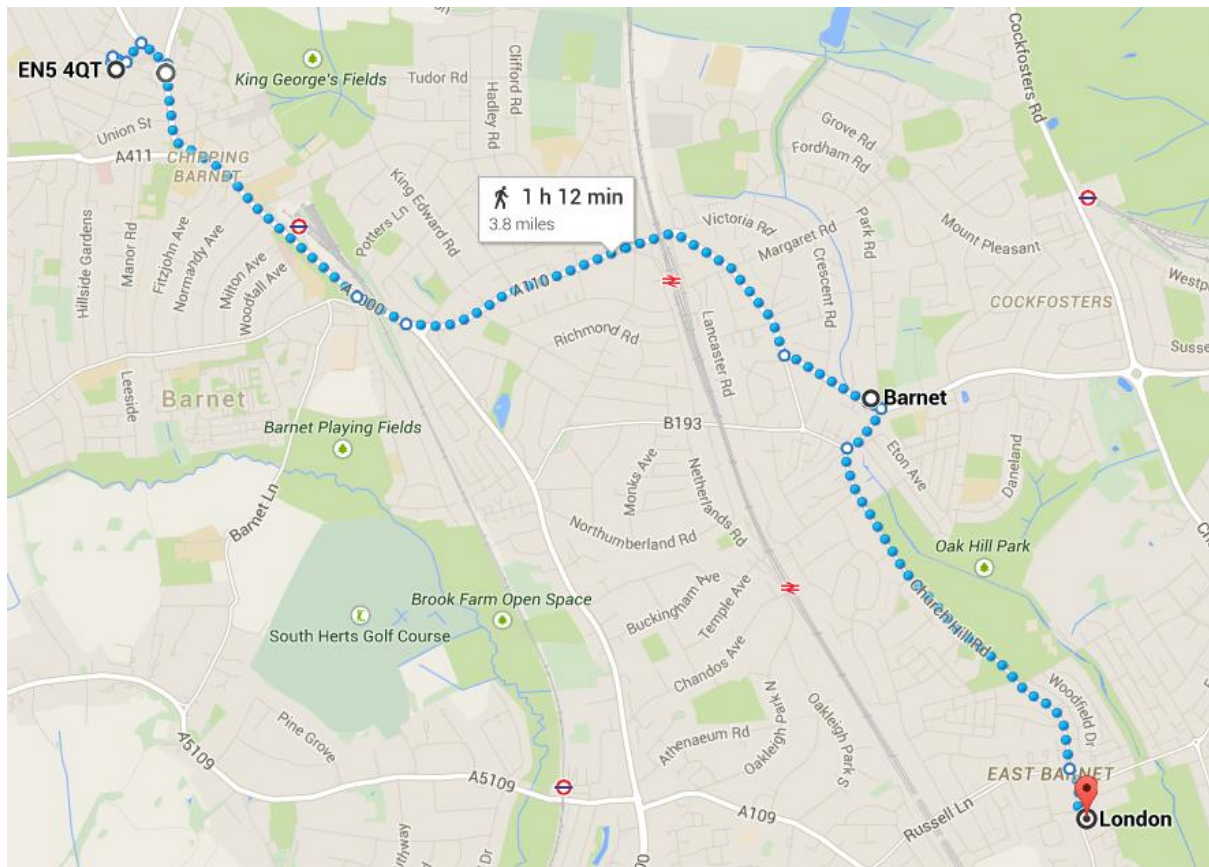 EN5 4QT
King George's Fields
Tudor Rd
Clifford Rd
Hadley Rd
Cockfosters Rd
Union St
A411
CHIPPING
BARNET
Grove Rd
Fordham Rd
1 h 12 min
3.8 miles
King Edward Rd
Potters Ln
Victoria Rd
Margaret Rd
Park Rd
Crescent Rd
Mount Pleasant
Hillside Gardens
Manor Rd
Fitzjohn Ave
Normandy Ave
Milton Ave
Woodall Ave
A1000
A110
COCKFOSTERS
Richmond Rd
Lancaster Rd
Leeside
Barnet
Barnet
Barnet Playing Fields
B193
Eton Ave
Daneland
Monks Ave
Netherlands Rd
Barnet Ln
Northumberland Rd
Oak Hill Park
Buckingham Ave
Temple Ave
Brook Farm Open Space
South Herts Golf Course
Chandos Ave
Church Hill Rd
Woodfield Dr
Oakleigh Park N
Oakleigh Park S
Athenaeum Rd
Pine Grove
A5109
A5109
A109
EAST BARNET
Russell Ln
London